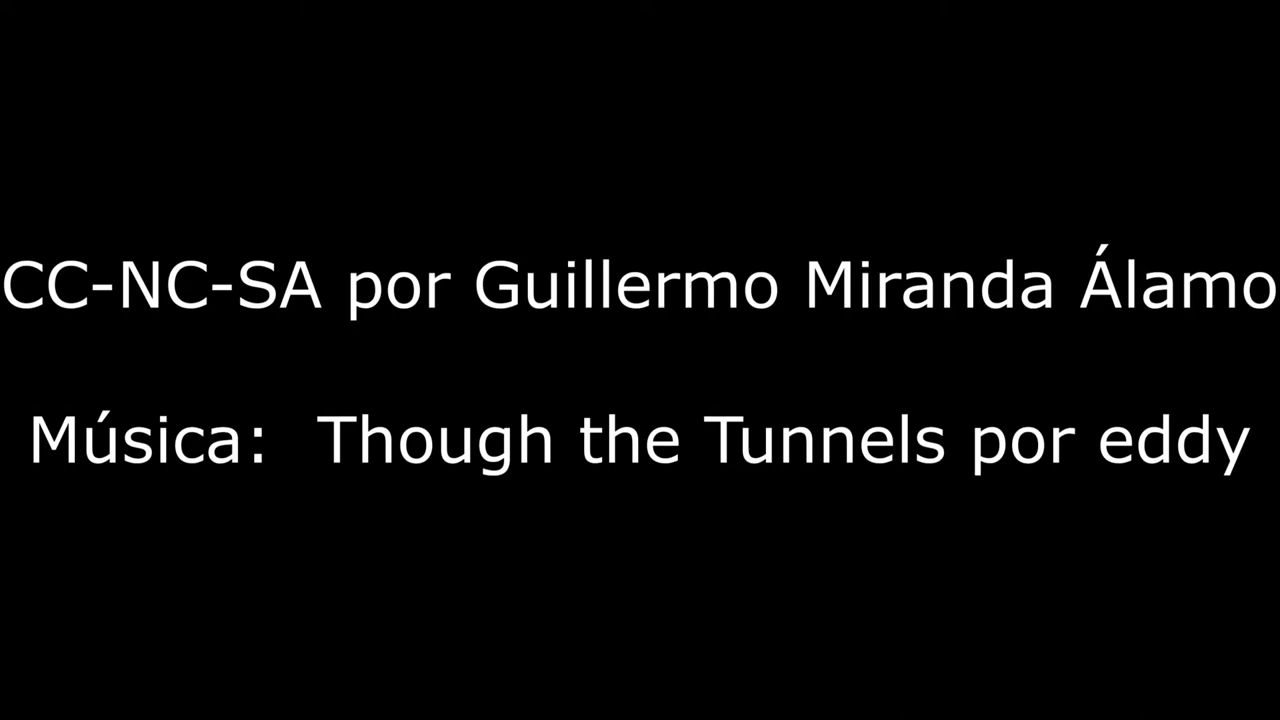 CC-NC-SA por Guillermo Miranda Álamo
Música:  Though the Tunnels por eddy